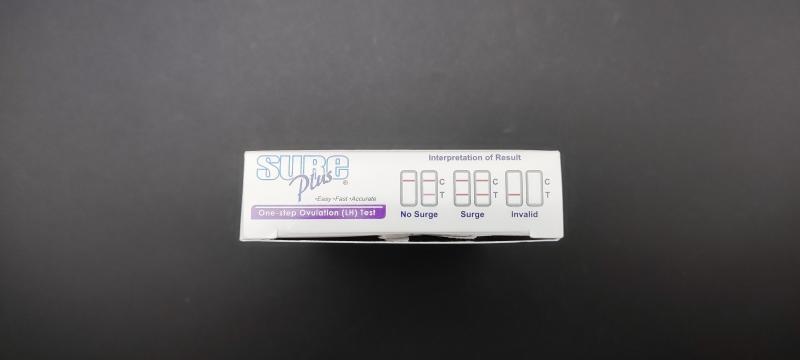 SURE
Plus®
•Easy •Fast •Accurate
One-step Ovulation (LH) Test
Interpretation of Result
C C C
T T T
No Surge Surge Invalid